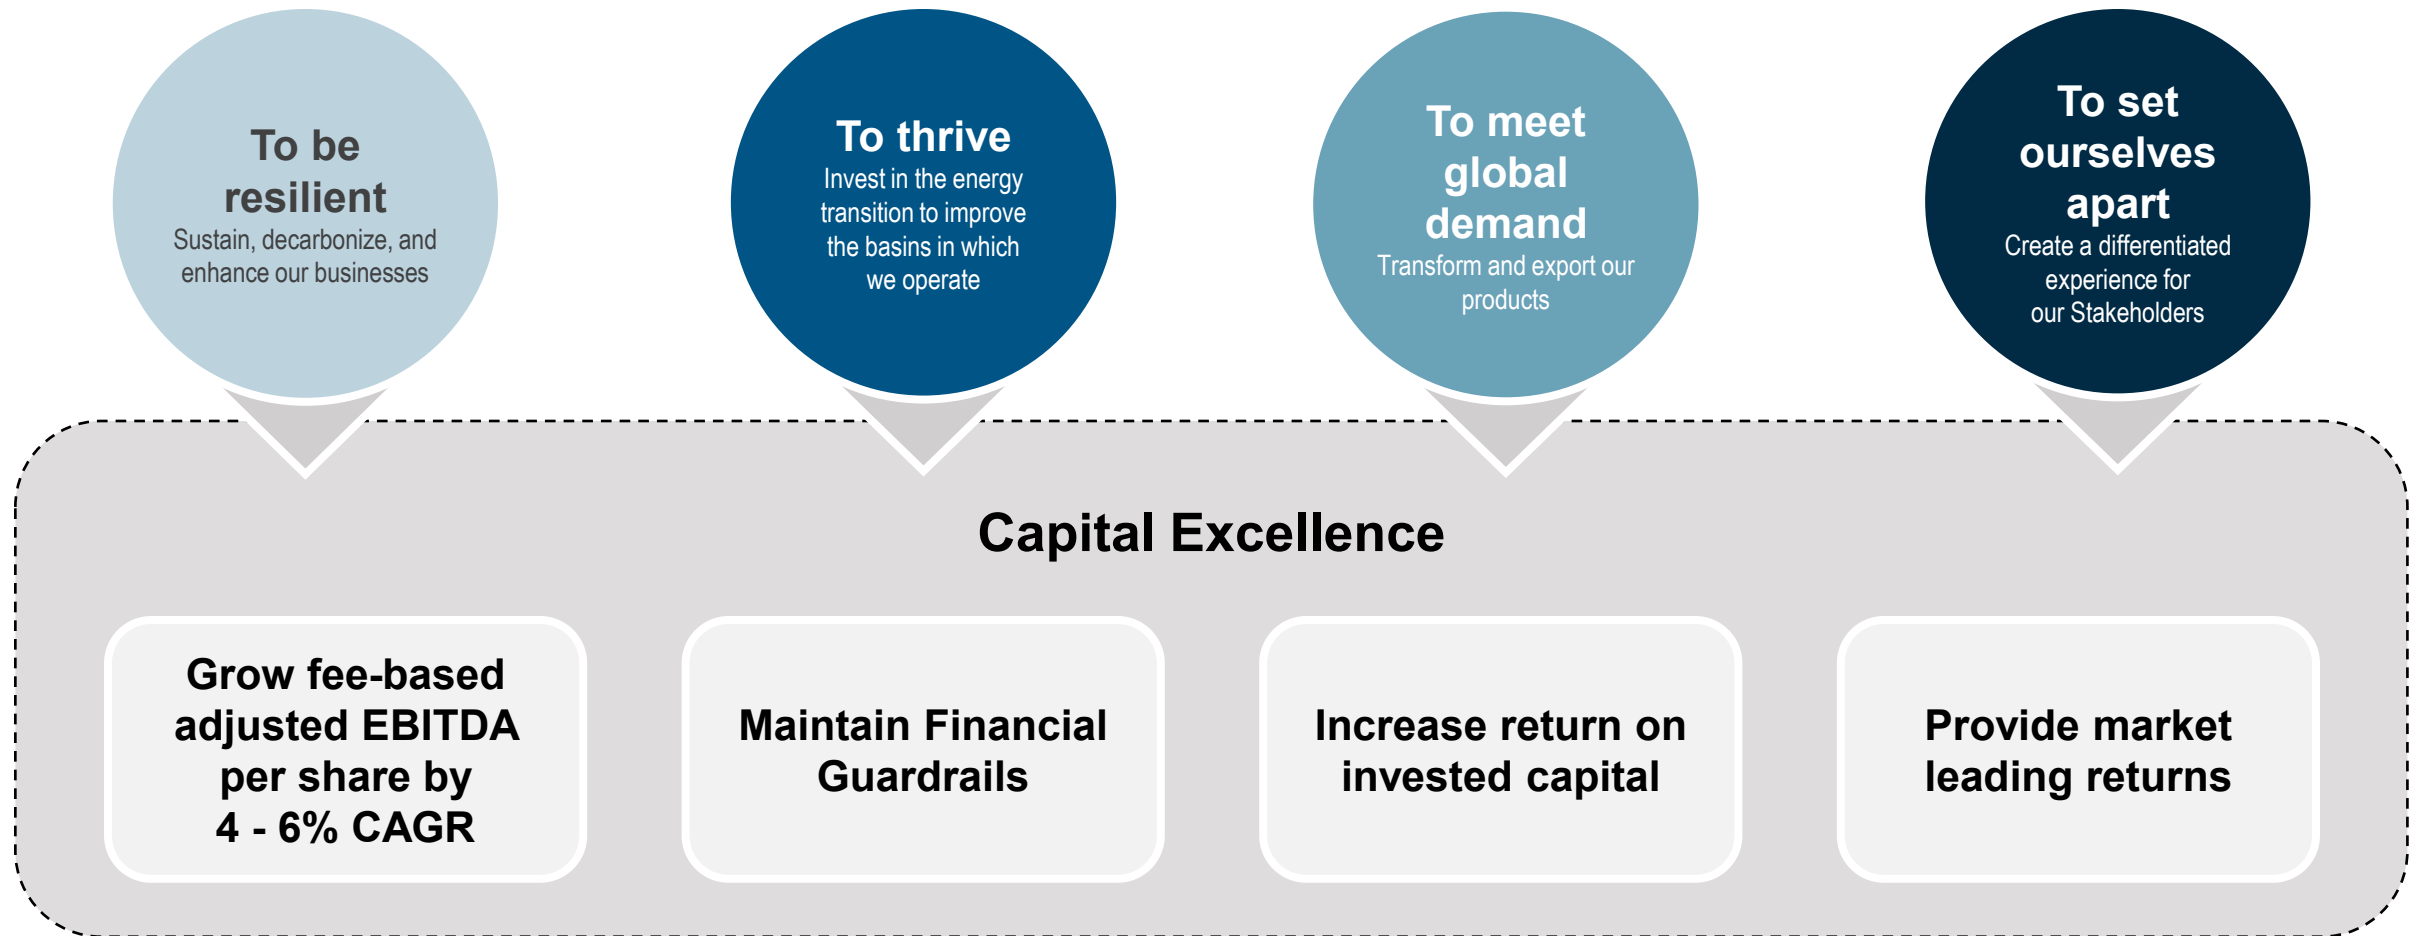 To be
resilient
Sustain, decarbonize, and
enhance our businesses
To thrive
Invest in the energy
transition to improve
the basins in which
we operate
To meet
global
demand
Transform and export our
products
To set
ourselves
apart
Create a differentiated
experience for
our Stakeholders
Capital Excellence
Grow fee-based
adjusted EBITDA
per share by
4 - 6% CAGR
Maintain Financial
Guardrails
Increase return on
invested capital
Provide market
leading returns